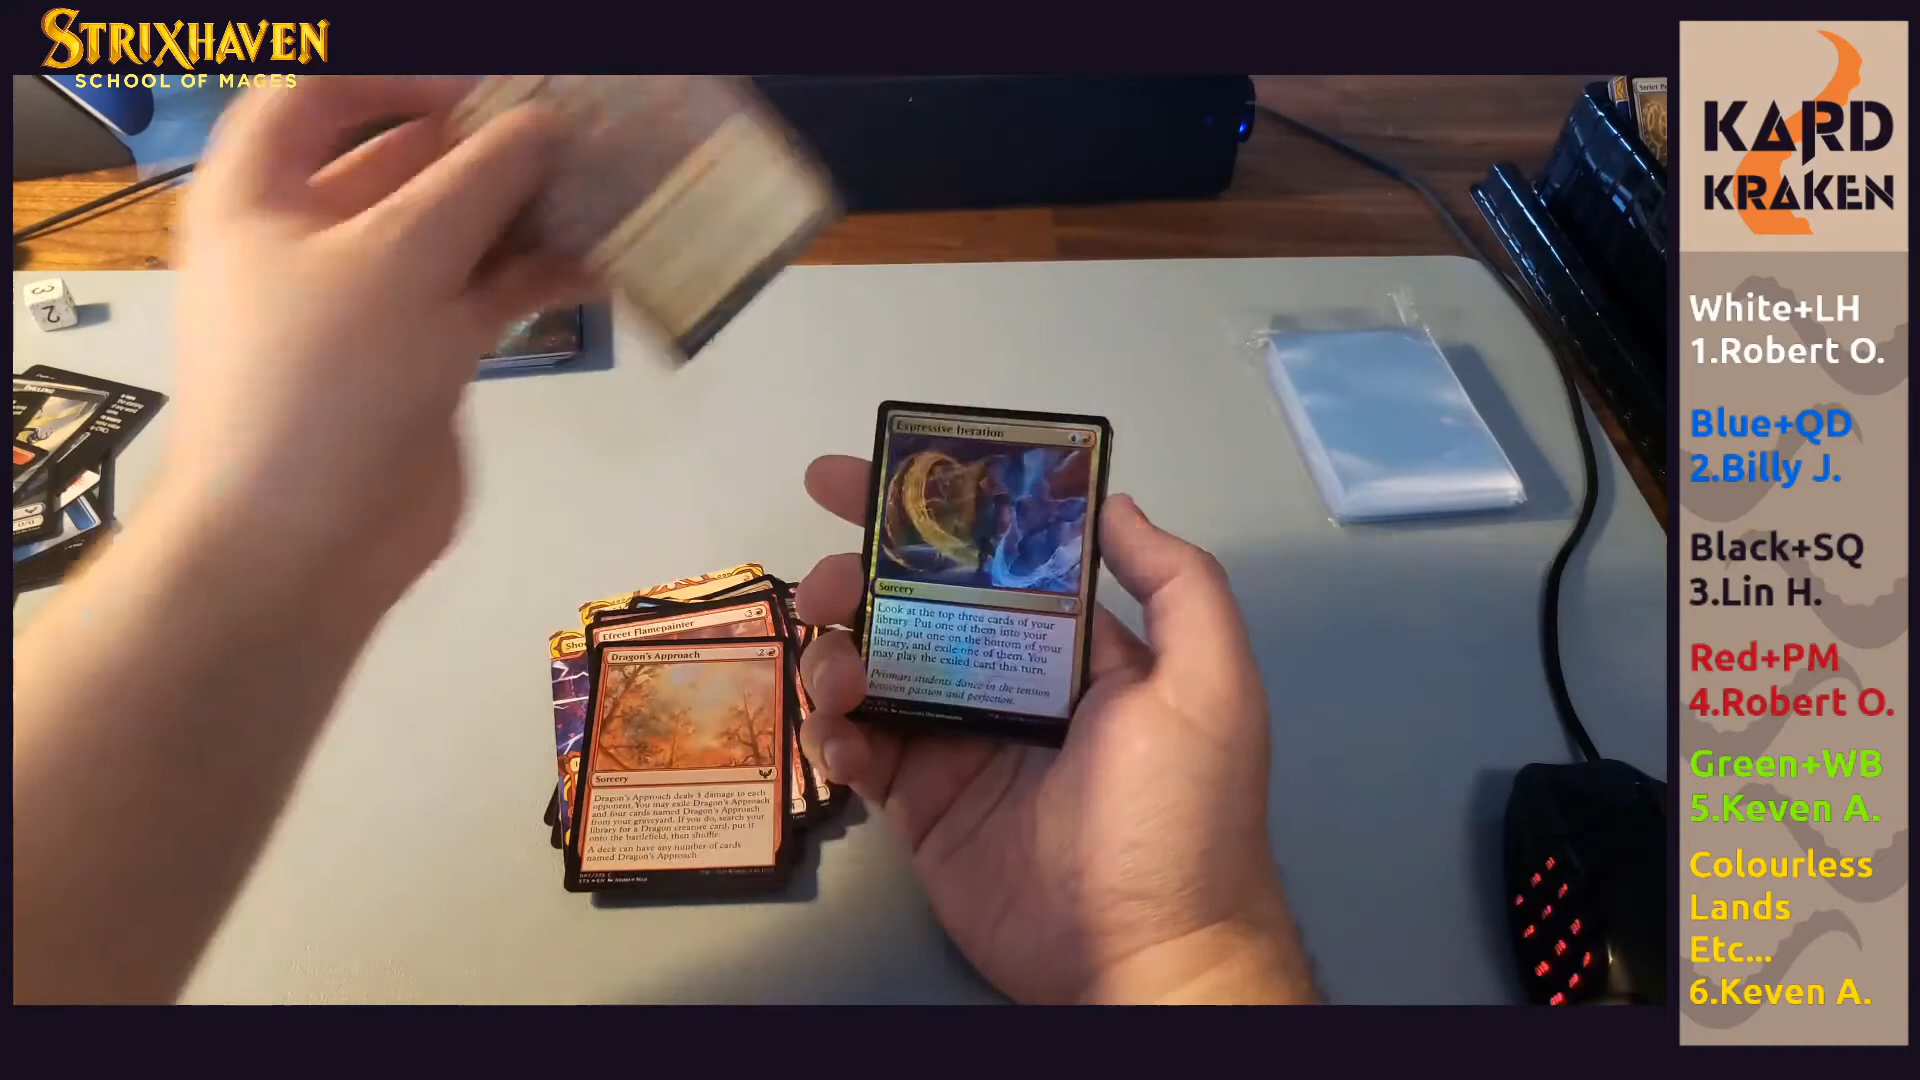 STRIXHAVEN
SCHOOL OF MAGES
KARD
KRAKEN
White+LH
1.Robert O.
Blue+QD
2.Billy J.
Black+SQ
3.Lin H.
Red+PM
4.Robert O.
Green+WB
5.Keven A.
Colourless
Lands
Etc...
6.Keven A.
Strict
3
2
Expressive Iteration
Sorcery
Look at the top three cards of your
library. Put one of them into your
hand, put one on the bottom of your
library, and exile one of them. You
may play the exiled card this turn.
Prismari students dance in the tension
between passion and perfection.
Efreet Flamepainter
3
Dragon's Approach
2
Sorcery
Dragon's Approach deals 3 damage to each
opponent. You may exile Dragon's Approach
and four cards named Dragon's Approach
from your graveyard. If you do, search your
library for a Dragon creature card, put it
onto the battlefield, then shuffle.
A deck can have any number of cards
named Dragon's Approach.